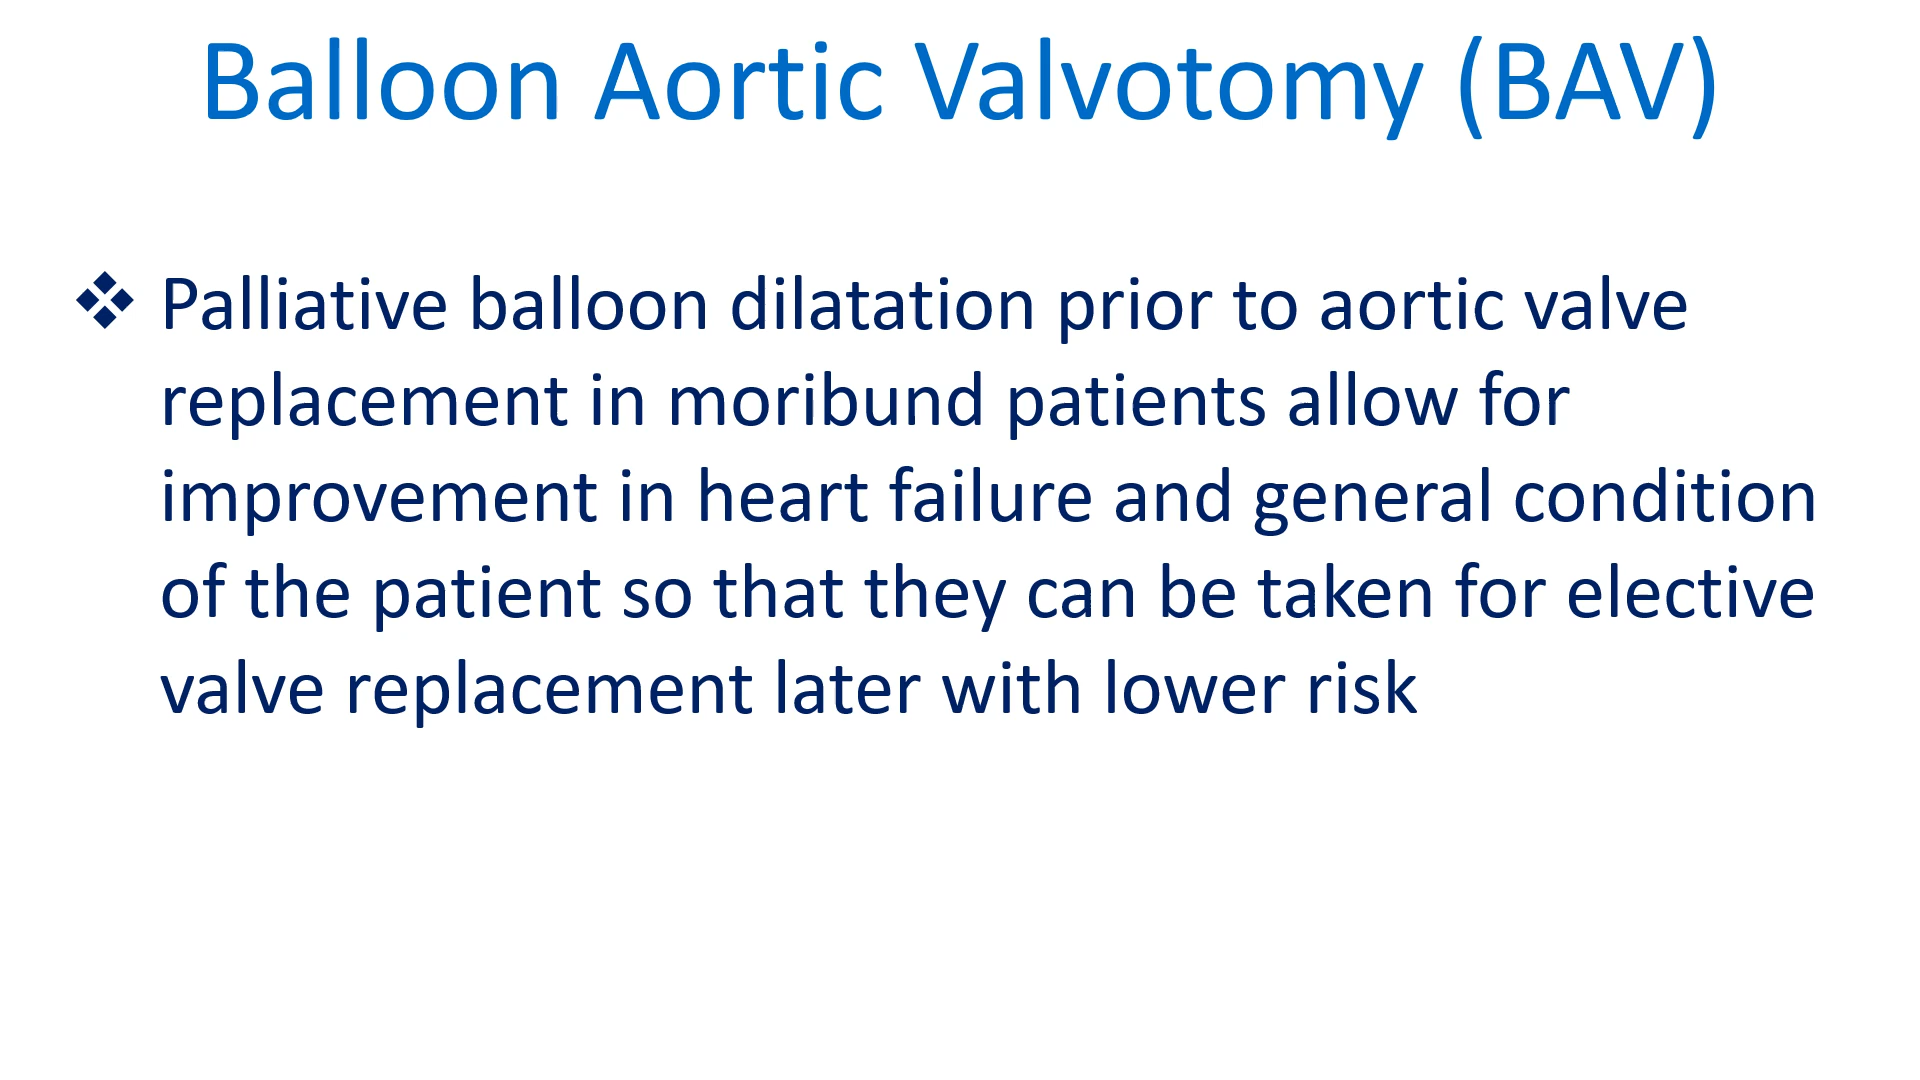 Balloon Aortic Valvotomy (BAV)
❖ Palliative balloon dilatation prior to aortic valve
replacement in moribund patients allow for
improvement in heart failure and general condition
of the patient so that they can be taken for elective
valve replacement later with lower risk